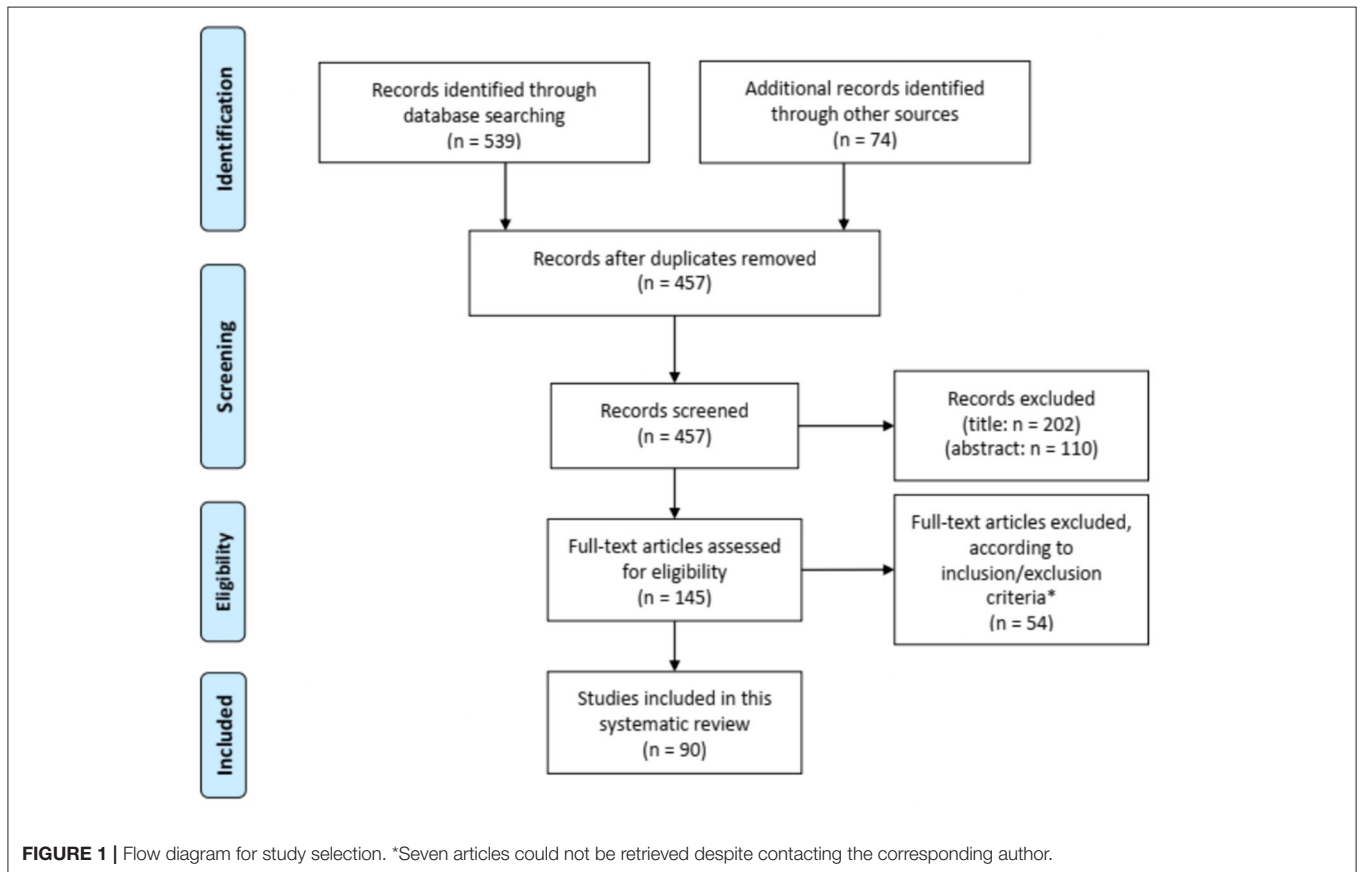 Identification
Records identified through
database searching
(n = 539)
Additional records identified
through other sources
(n = 74)
Records after duplicates removed
(n = 457)
Screening
Records screened
(n = 457)
Records excluded
(title: n = 202)
(abstract: n = 110)
Eligibility
Full-text articles assessed
for eligibility
(n = 145)
Full-text articles excluded,
according to
inclusion/exclusion
criteria*
(n = 54)
Included
Studies included in this
systematic review
(n = 90)
FIGURE 1 | Flow diagram for study selection. *Seven articles could not be retrieved despite contacting the corresponding author.